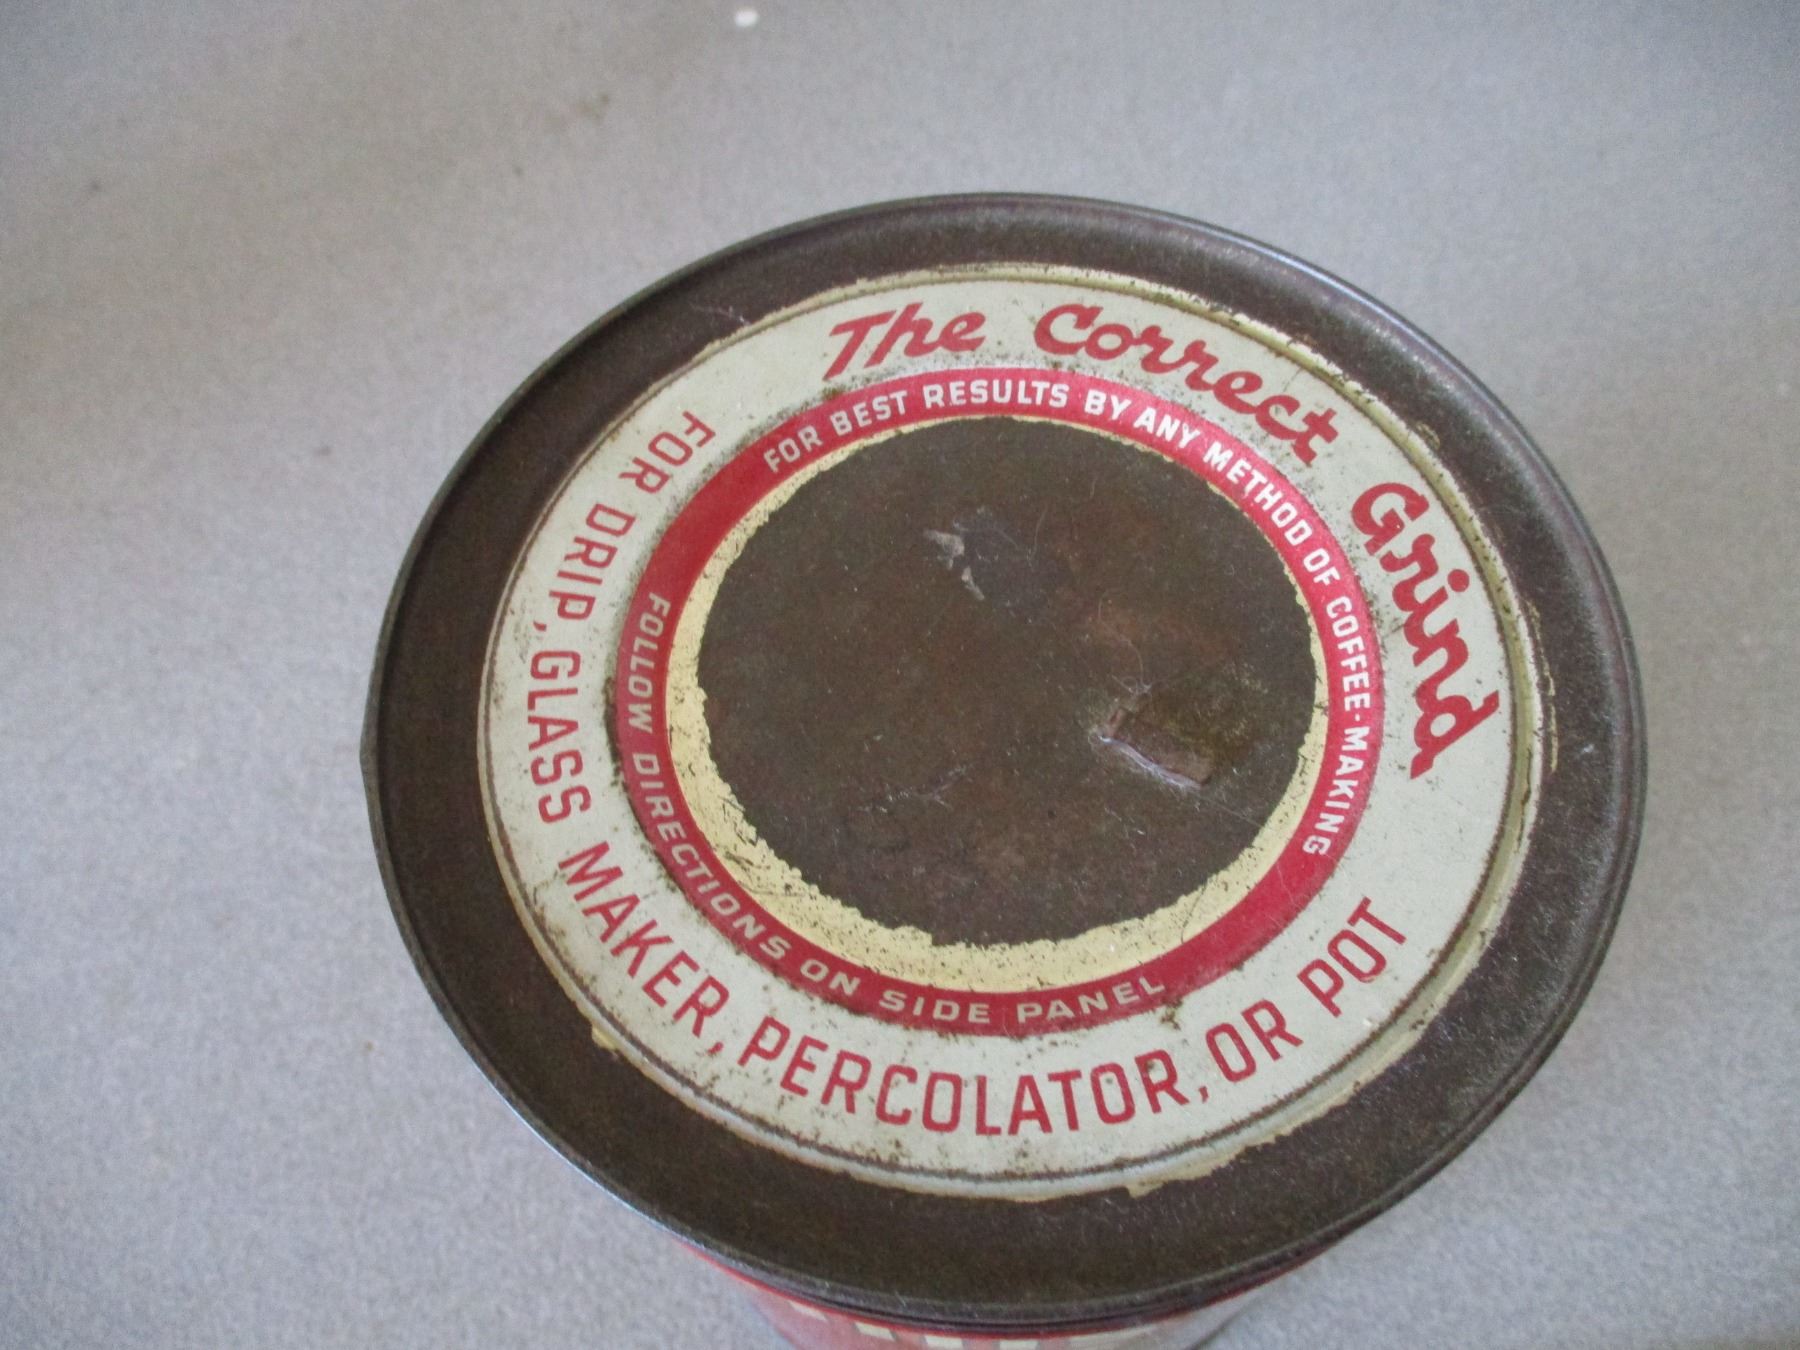 The Correct Grind
FOR DRIP, GLASS MAKER, PERCOLATOR, OR POT
FOR BEST RESULTS BY ANY METHOD OF COFFEE-MAKING
FOLLOW DIRECTIONS ON SIDE PANEL